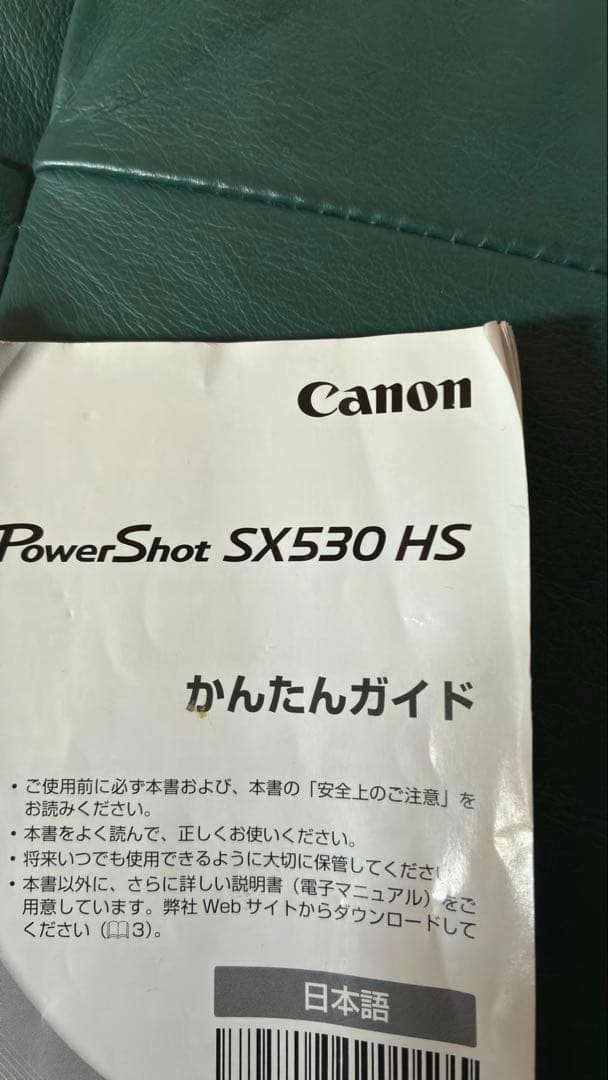 Canon
PowerShot SX530 HS
かんたんガイド
・ご使用前に必ず本書および、本書の「安全上のご注意」を
お読みください。
・本書をよく読んで、正しくお使いください。
・将来いつでも使用できるように大切に保管してくださ
・本書以外に、さらに詳しい説明書（電子マニュアル）をご
用意しています。弊社 Web サイトからダウンロードして
ください（3）。
日本語